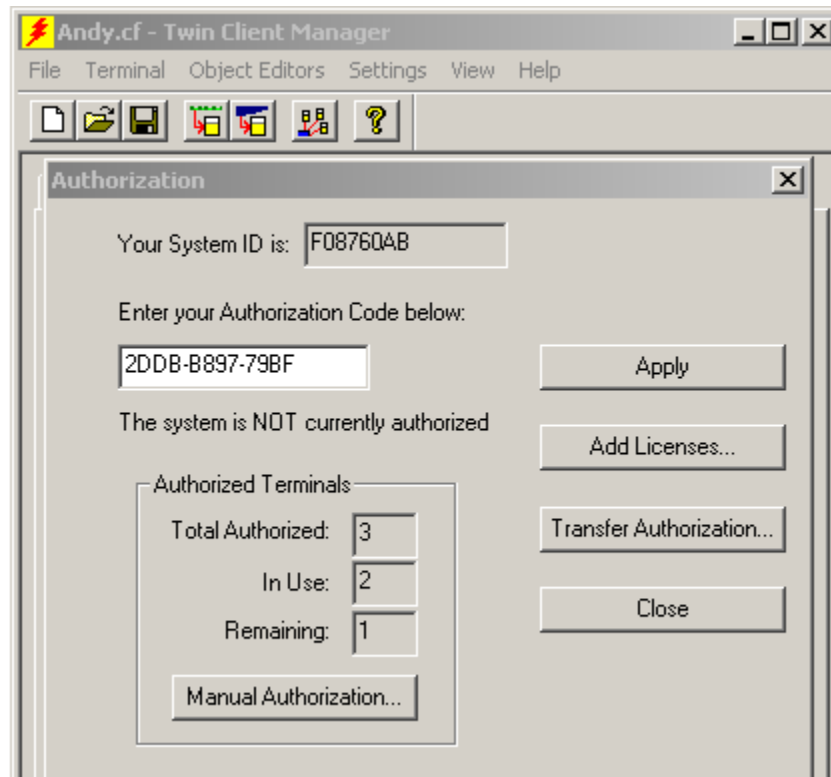 Andy.cf - Twin Client Manager
File Terminal Object Editors Settings View Help
Authorization
Your System ID is: F08760AB
Enter your Authorization Code below:
2DDB-B897-79BF
Apply
The system is NOT currently authorized
Add Licenses...
Authorized Terminals
Total Authorized: 3
Transfer Authorization...
In Use: 2
Close
Remaining: 1
Manual Authorization...